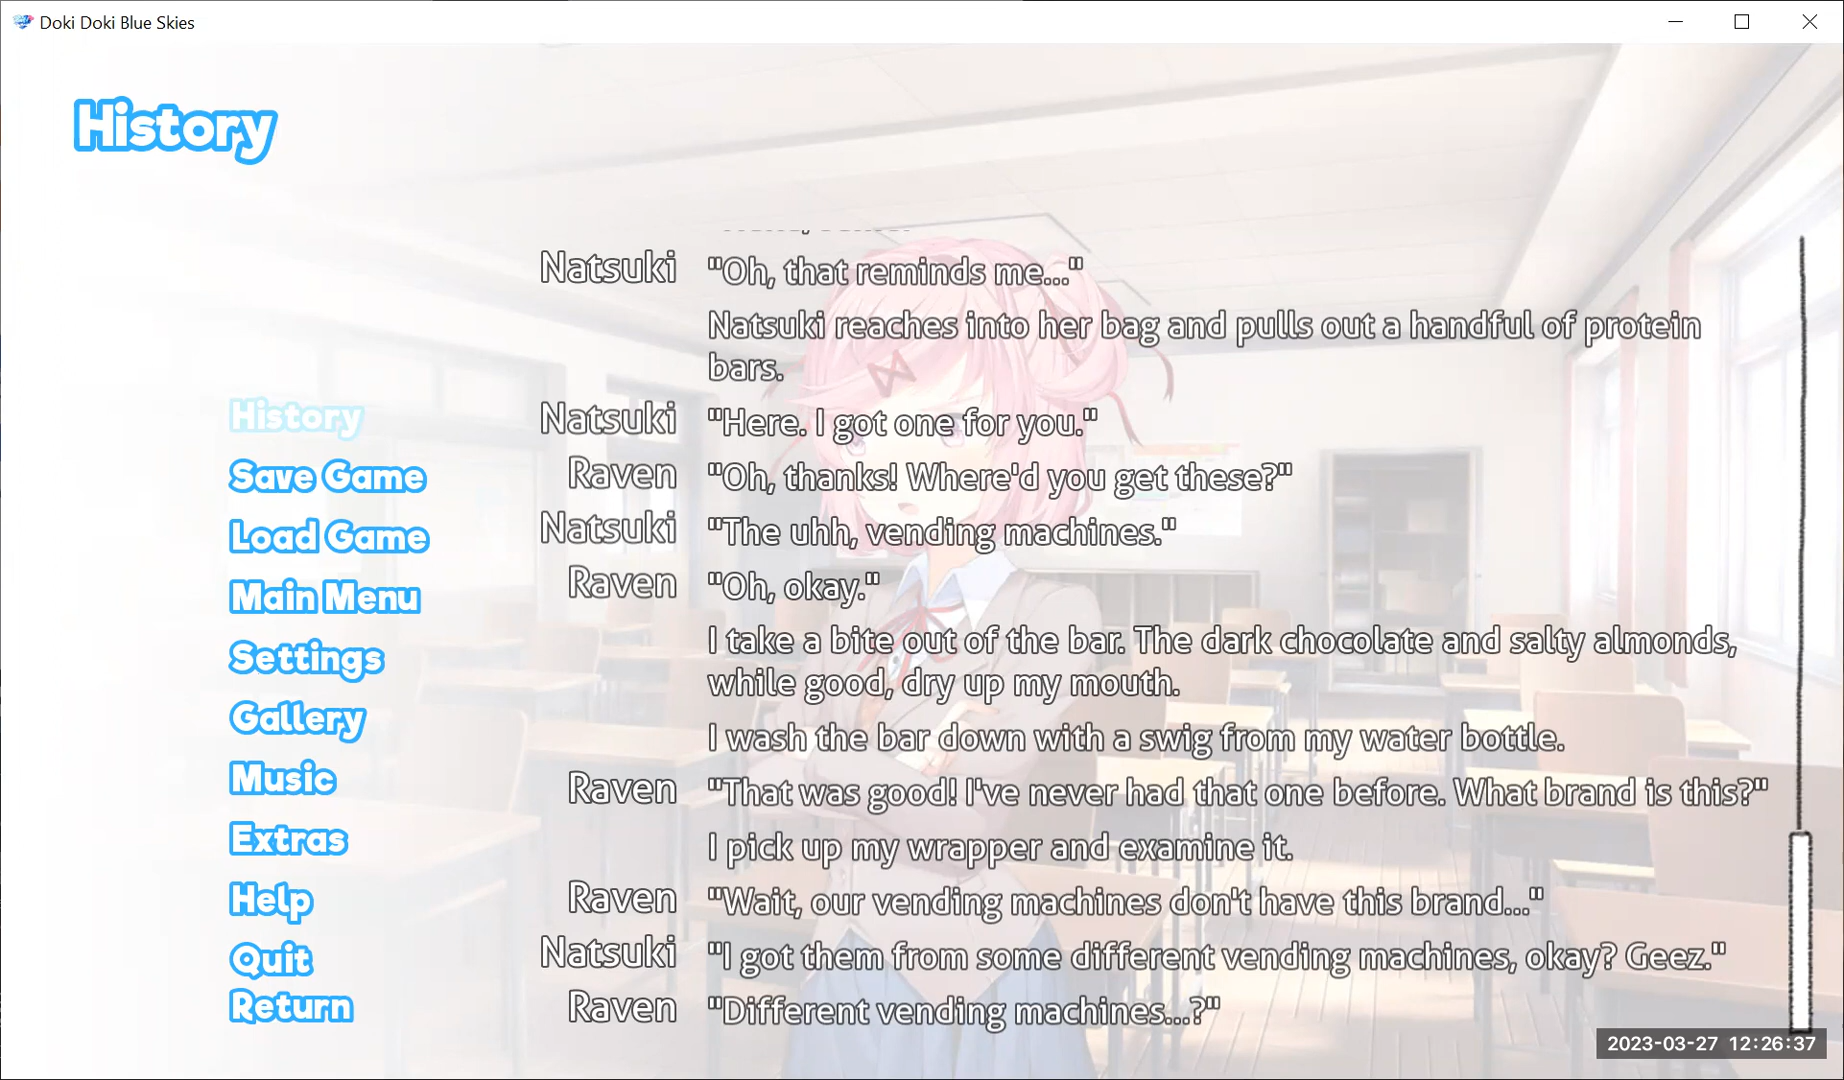 Doki Doki Blue Skies
History
Natsuki "Oh, that reminds me..."
Natsuki reaches into her bag and pulls out a handful of protein
bars.
Natsuki "Here. I got one for you."
Raven "Oh, thanks! Where'd you get these?"
Natsuki "The uhh, vending machines."
Raven "Oh, okay."
I take a bite out of the bar. The dark chocolate and salty almonds,
while good, dry up my mouth.
I wash the bar down with a swig from my water bottle.
Raven "That was good! I've never had that one before. What brand is this?"
I pick up my wrapper and examine it.
Raven "Wait, our vending machines don't have this brand..."
Natsuki "I got them from some different vending machines, okay? Geez."
Raven "Different vending machines...?"
History
Save Game
Load Game
Main Menu
Settings
Gallery
Music
Extras
Help
Quit
Return
2023-03-27 12:26:37